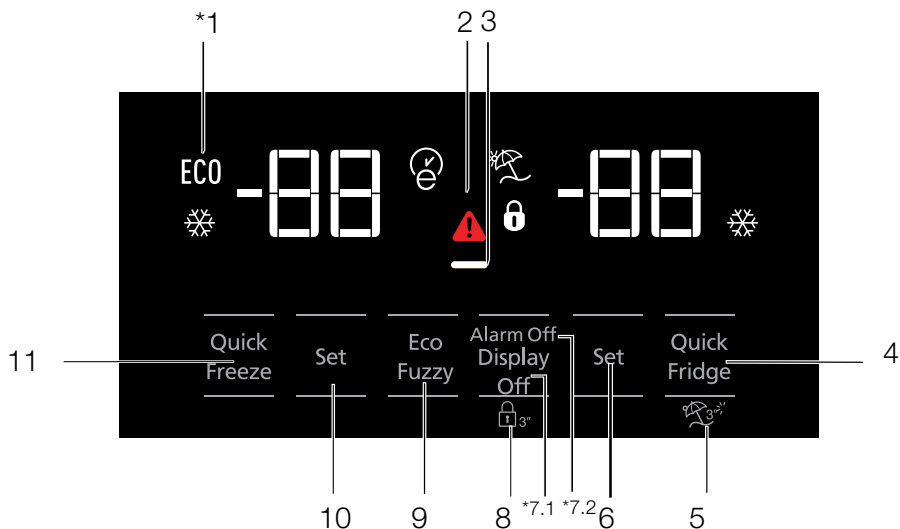 *1
2 3
ECO -88 e -88
Quick Freeze
Set
Eco Fuzzy
Alarm Off
Display Off
Set
Quick Fridge
11
4
3"
3"
10
9
8
*7.1
*7.2
6
5